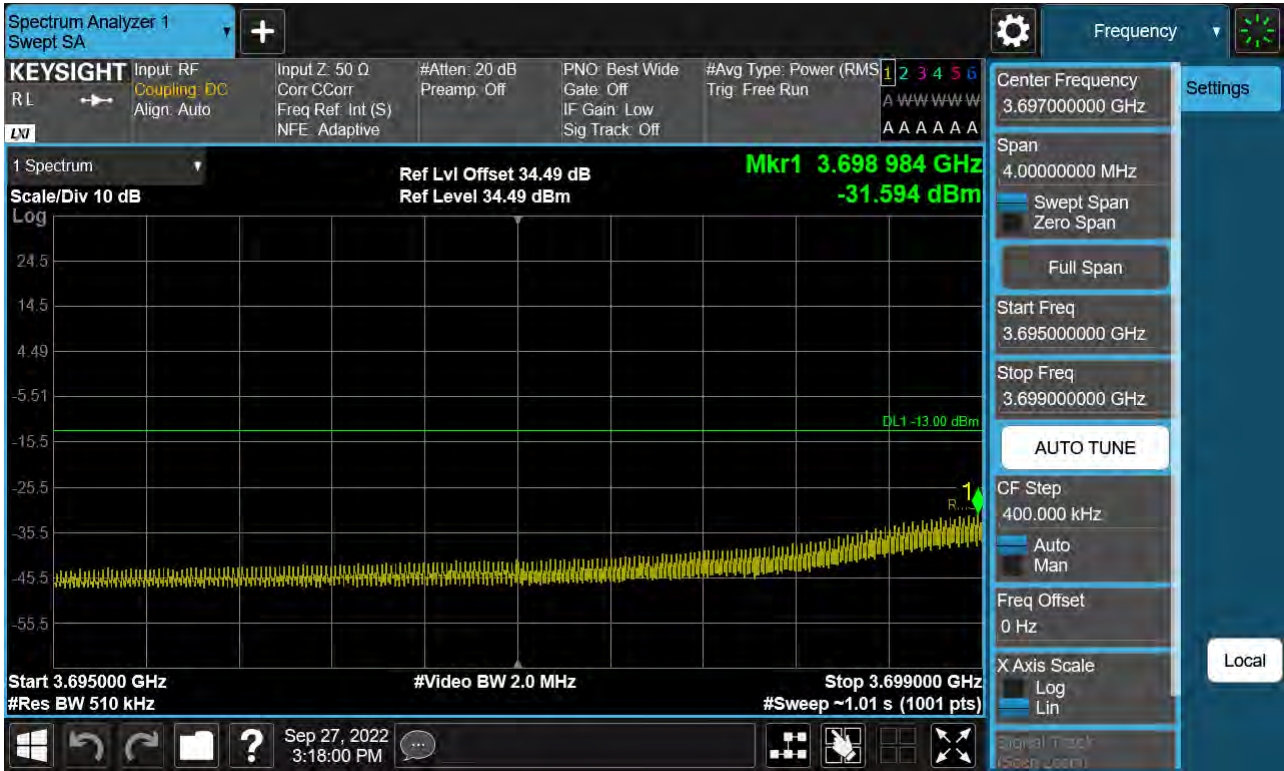 Spectrum Analyzer 1
Swept SA
+
Frequency
KEYSIGHT
RL
LXI
Input: RF
Coupling: DC
Align: Auto
Input Z: 50 Ω
Corr CCorr
Freq Ref: Int (S)
NFE: Adaptive
#Atten: 20 dB
Preamp: Off
PNO: Best Wide
Gate: Off
IF Gain: Low
Sig Track: Off
#Avg Type: Power (RMS
Trig: Free Run
1 2 3 4 5 6
A W W W W W
A A A A A A
1 Spectrum
Scale/Div 10 dB
Log
Ref Lvl Offset 34.49 dB
Ref Level 34.49 dBm
Mkr1 3.698 984 GHz
-31.594 dBm
24.5
14.5
4.49
-5.51
DL1 -13.00 dBm
-15.5
-25.5
1
R...
-35.5
-45.5
-55.5
Start 3.695000 GHz
#Video BW 2.0 MHz
Stop 3.699000 GHz
#Res BW 510 kHz
#Sweep ~1.01 s (1001 pts)
Center Frequency
3.697000000 GHz
Settings
Span
4.00000000 MHz
Swept Span
Zero Span
Full Span
Start Freq
3.695000000 GHz
Stop Freq
3.699000000 GHz
AUTO TUNE
CF Step
400.000 kHz
Auto
Man
Freq Offset
0 Hz
X Axis Scale
Log
Lin
Local
Signal Track
(Span Zoom)
?
Sep 27, 2022
3:18:00 PM